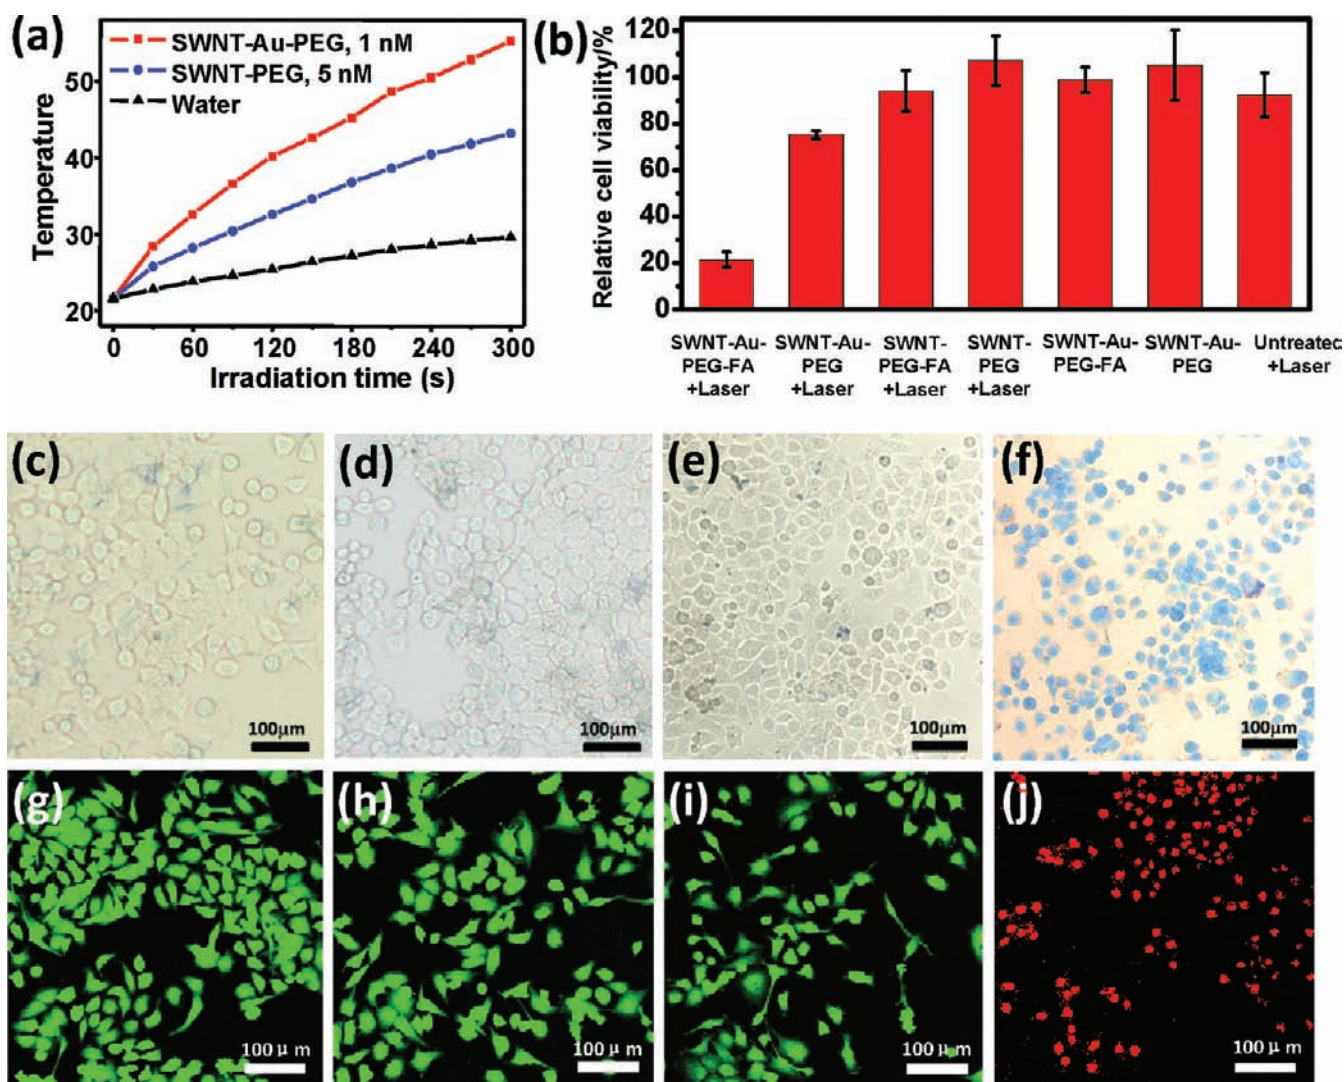 (a)
SWNT-Au-PEG, 1 nM
SWNT-PEG, 5 nM
Water
Temperature
50
40
30
20
0 60 120 180 240 300
Irradiation time (s)
(b)
Relative cell viability/%
120
100
80
60
40
20
0
SWNT-Au-
PEG-FA
+Laser
SWNT-Au-
PEG
+Laser
SWNT-
PEG-FA
+Laser
SWNT-
PEG
+Laser
SWNT-Au-
PEG-FA
SWNT-Au-
PEG
Untreatec
+Laser
(c)
100μm
(d)
100μm
(e)
100μm
(f)
100μm
(g)
100 μ m
(h)
100 μ m
(i)
100 μ m
(j)
100 μ m